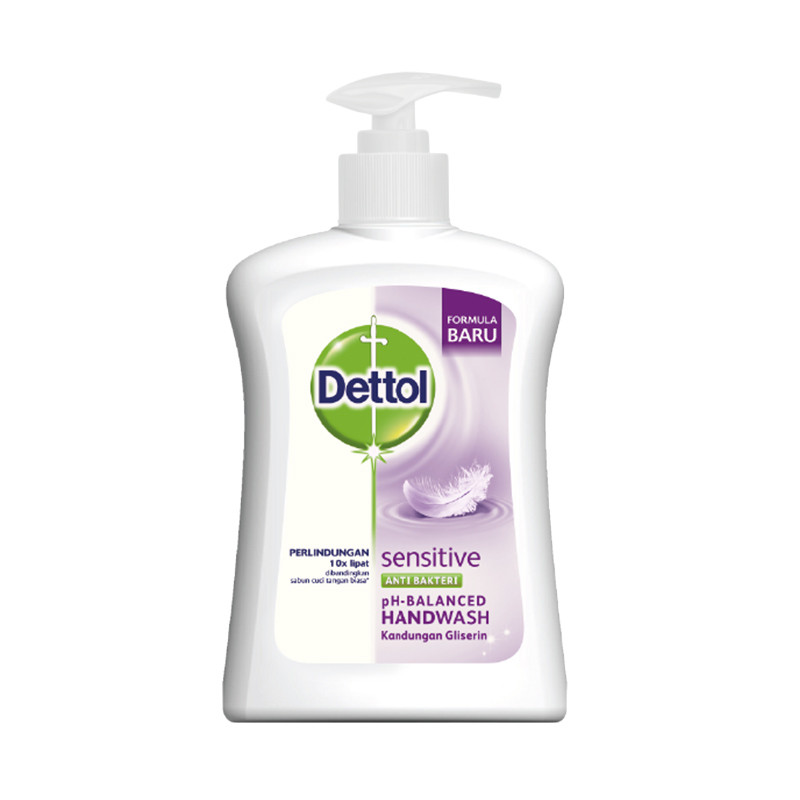 FORMULA
BARU
Dettol
PERLINDUNGAN
10x lipat
dibandingkan
sabun cuci tangan biasa*
sensitive
ANTI BAKTERI
pH-BALANCED
HANDWASH
Kandungan Gliserin